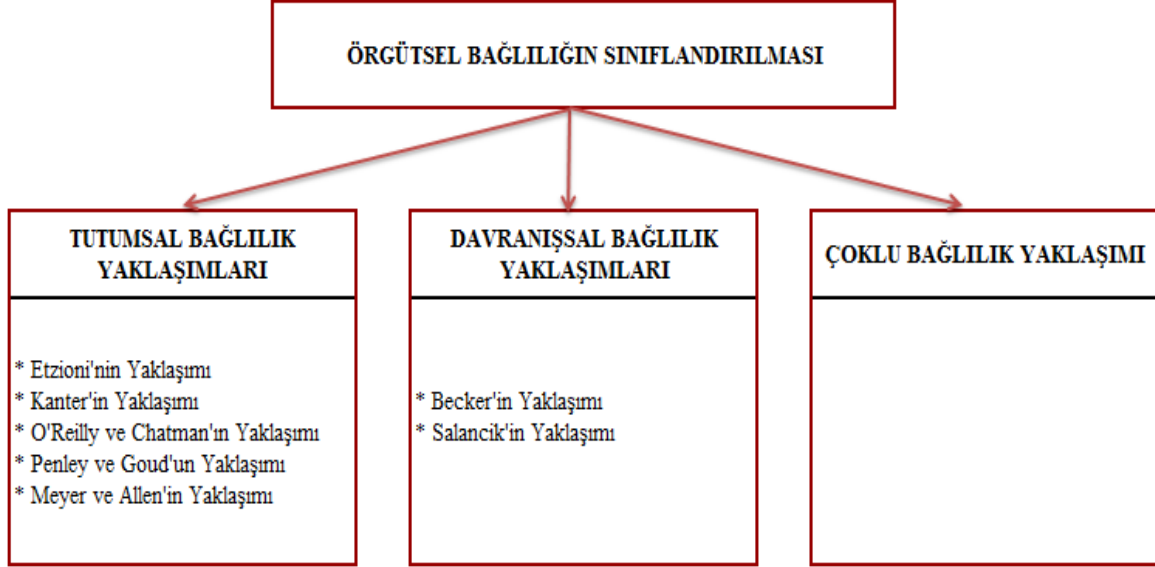 ÖRGÜTSEL BAĞLILIĞIN SINIFLANDIRILMASI
TUTUMSAL BAĞLILIK
YAKLAŞIMLARI
* Etzioni'nin Yaklaşımı
* Kanter'in Yaklaşımı
* O'Reilly ve Chatman'ın Yaklaşımı
* Penley ve Goud'un Yaklaşımı
* Meyer ve Allen'in Yaklaşımı
DAVRANIŞSAL BAĞLILIK
YAKLAŞIMLARI
* Becker'in Yaklaşımı
* Salancik'in Yaklaşımı
ÇOKLU BAĞLILIK YAKLAŞIMI